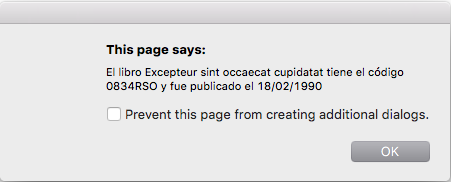 This page says:
El libro Excepteur sint occaecat cupidatat tiene el código
0834RSO y fue publicado el 18/02/1990
Prevent this page from creating additional dialogs.
OK